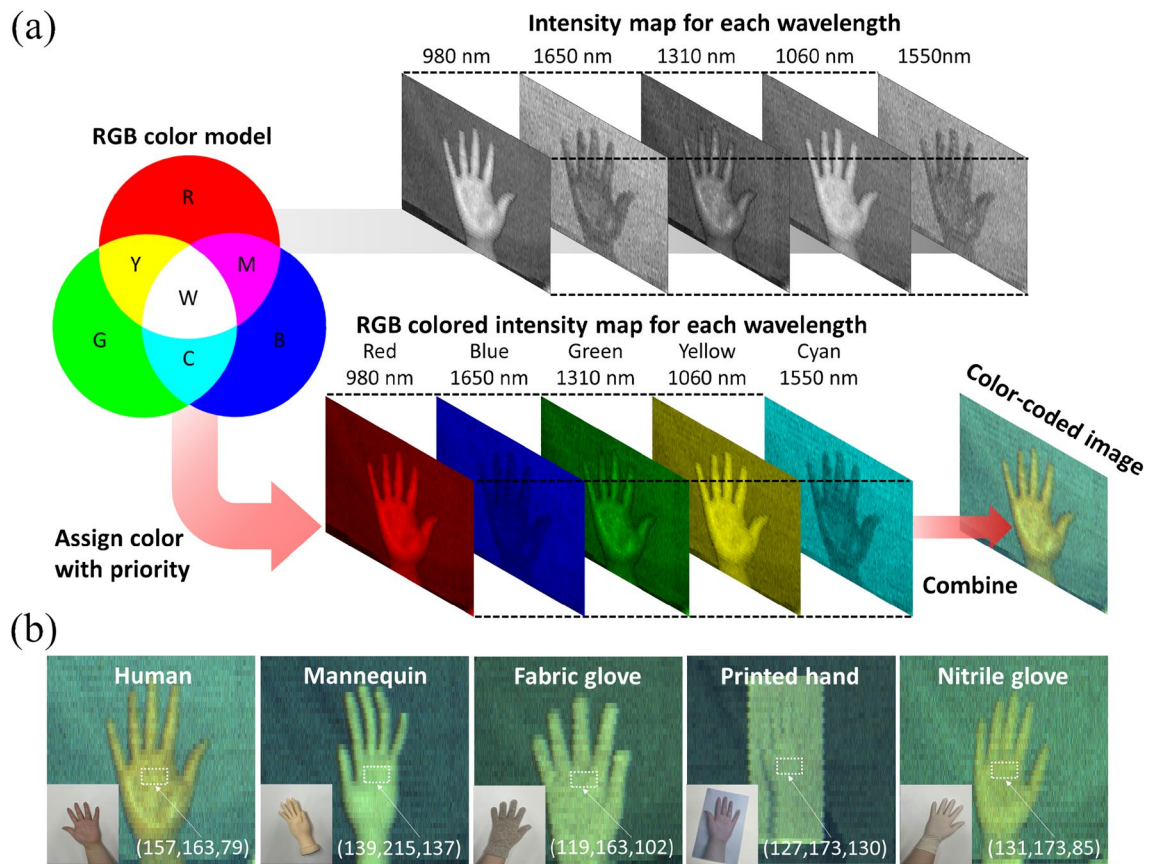 (a)
Intensity map for each wavelength
980 nm 1650 nm 1310 nm 1060 nm 1550nm
RGB color model
R
Y M
W
G B
C
RGB colored intensity map for each wavelength
Red Blue Green Yellow Cyan
980 nm 1650 nm 1310 nm 1060 nm 1550 nm
Color-coded image
Assign color
with priority
Combine
(b)
Human Mannequin Fabric glove Printed hand Nitrile glove
(157,163,79) (139,215,137) (119,163,102) (127,173,130) (131,173,85)